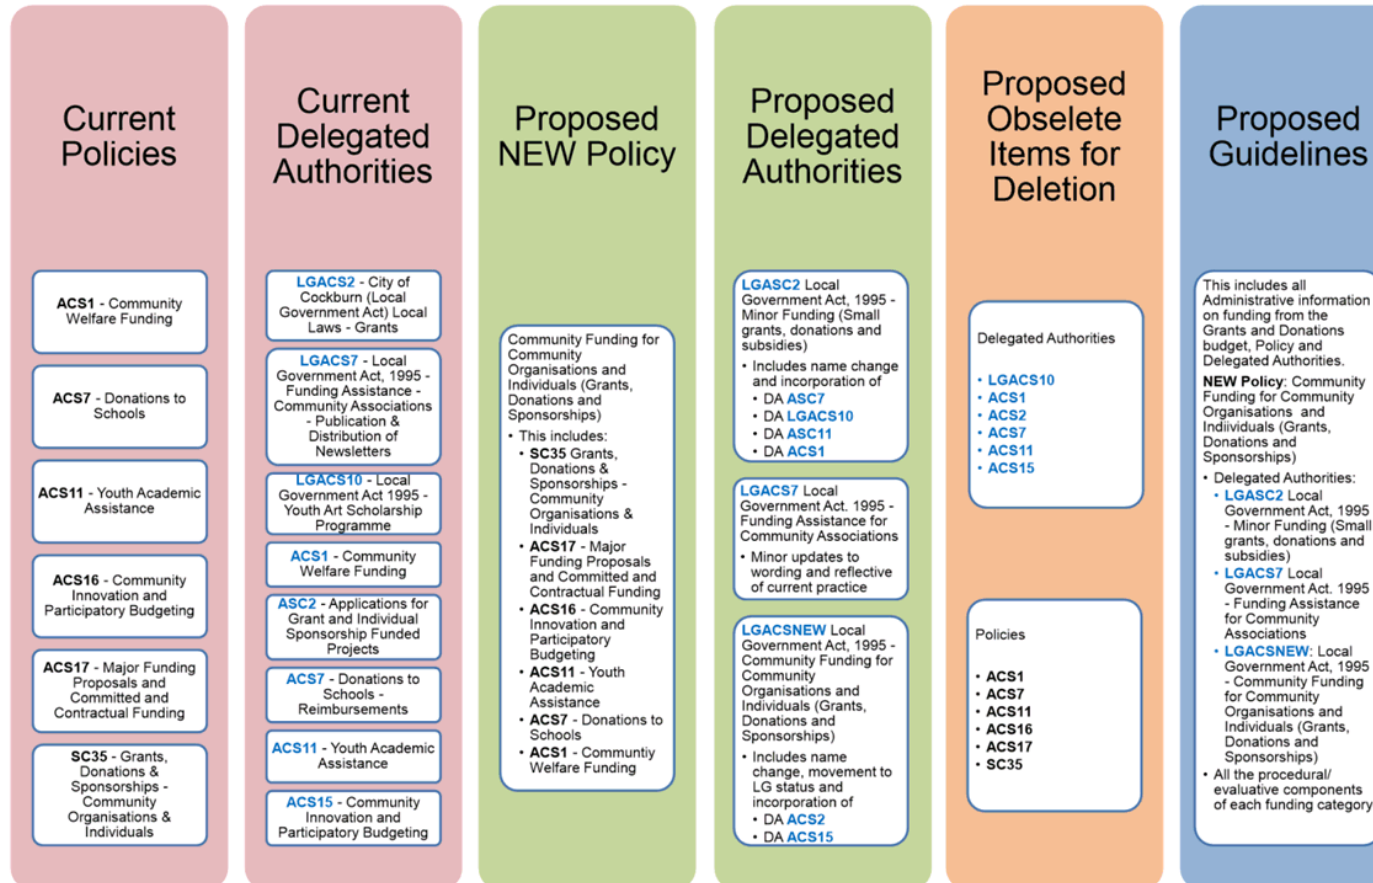 Current
Policies
ACS1 - Community
Welfare Funding
ACS7 - Donations to
Schools
ACS11 - Youth Academic
Assistance
ACS16 - Community
Innovation and
Participatory Budgeting
ACS17 - Major Funding
Proposals and
Committed and
Contractual Funding
SC35 - Grants,
Donations &
Sponsorships -
Community
Organisations &
Individuals
Current
Delegated
Authorities
LGACS2 - City of
Cockburn (Local
Government Act) Local
Laws - Grants
LGACS7 - Local
Government Act, 1995 -
Funding Assistance -
Community Associations
- Publication &
Distribution of
Newsletters
LGACS10 - Local
Government Act 1995 -
Youth Art Scholarship
Programme
ACS1 - Community
Welfare Funding
ASC2 - Applications for
Grant and Individual
Sponsorship Funded
Projects
ACS7 - Donations to
Schools -
Reimbursements
ACS11 - Youth Academic
Assistance
ACS15 - Community
Innovation and
Participatory Budgeting
Proposed
NEW Policy
Community Funding for
Community
Organisations and
Individuals (Grants,
Donations and
Sponsorships)
• This includes:
• SC35 Grants,
Donations &
Sponsorships -
Community
Organisations &
Individuals
• ACS17 - Major
Funding Proposals
and Committed and
Contractual Funding
• ACS16 - Community
Innovation and
Participatory
Budgeting
• ACS11 - Youth
Academic
Assistance
• ACS7 - Donations to
Schools
• ACS1 - Communtiy
Welfare Funding
Proposed
Delegated
Authorities
LGASC2 Local
Government Act, 1995 -
Minor Funding (Small
grants, donations and
subsidies)
• Includes name change
and incorporation of
• DA ASC7
• DA LGACS10
• DA ASC11
• DA ACS1
LGACS7 Local
Government Act. 1995 -
Funding Assistance for
Community Associations
• Minor updates to
wording and reflective
of current practice
LGACSNEW Local
Government Act, 1995 -
Community Funding for
Community
Organisations and
Individuals (Grants,
Donations and
Sponsorships)
• Includes name
change, movement to
LG status and
incorporation of
• DA ACS2
• DA ACS15
Proposed
Obselete
Items for
Deletion
Delegated Authorities
• LGACS10
• ACS1
• ACS2
• ACS7
• ACS11
• ACS15
Policies
• ACS1
• ACS7
• ACS11
• ACS16
• ACS17
• SC35
Proposed
Guidelines
This includes all
Administrative information
on funding from the
Grants and Donations
budget, Policy and
Delegated Authorities.
NEW Policy: Community
Funding for Community
Organisations and
Indiividuals (Grants,
Donations and
Sponsorships)
• Delegated Authorities:
• LGASC2 Local
Government Act, 1995
- Minor Funding (Small
grants, donations and
subsidies)
• LGACS7 Local
Government Act. 1995
- Funding Assistance
for Community
Associations
• LGACSNEW: Local
Government Act, 1995
- Community Funding
for Community
Organisations and
Individuals (Grants,
Donations and
Sponsorships)
• All the procedural/
evaluative components
of each funding category